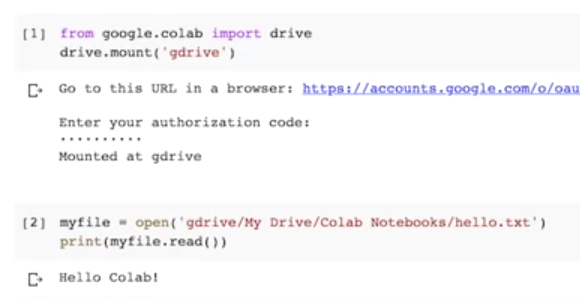 [1] from google.colab import drive
drive.mount('gdrive')
Go to this URL in a browser: https://accounts.google.com/o/oau
Enter your authorization code:
··········
Mounted at gdrive
[2] myfile = open('gdrive/My Drive/Colab Notebooks/hello.txt')
print(myfile.read())
Hello Colab!